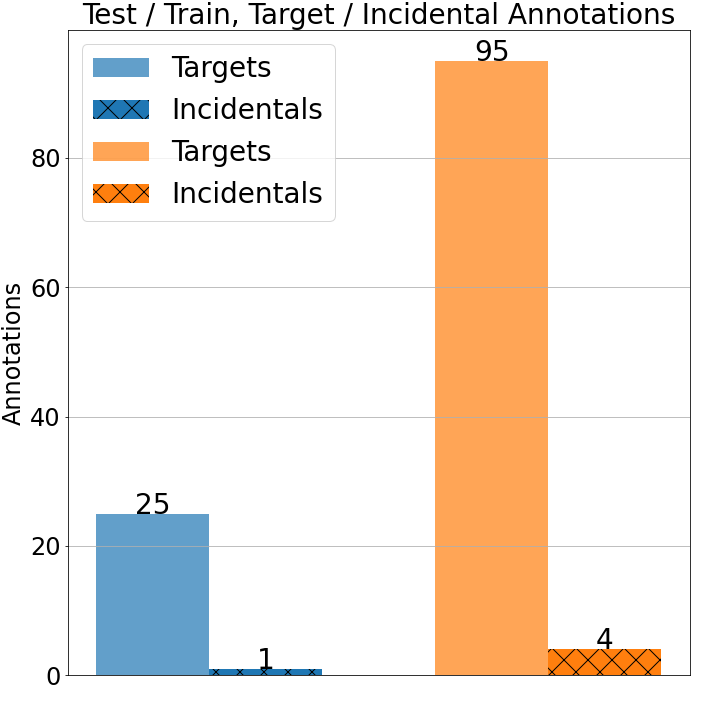 Test / Train, Target / Incidental Annotations
Targets
Incidentals
Targets
Incidentals
Annotations
80
60
40
20
0
25
1
95
4